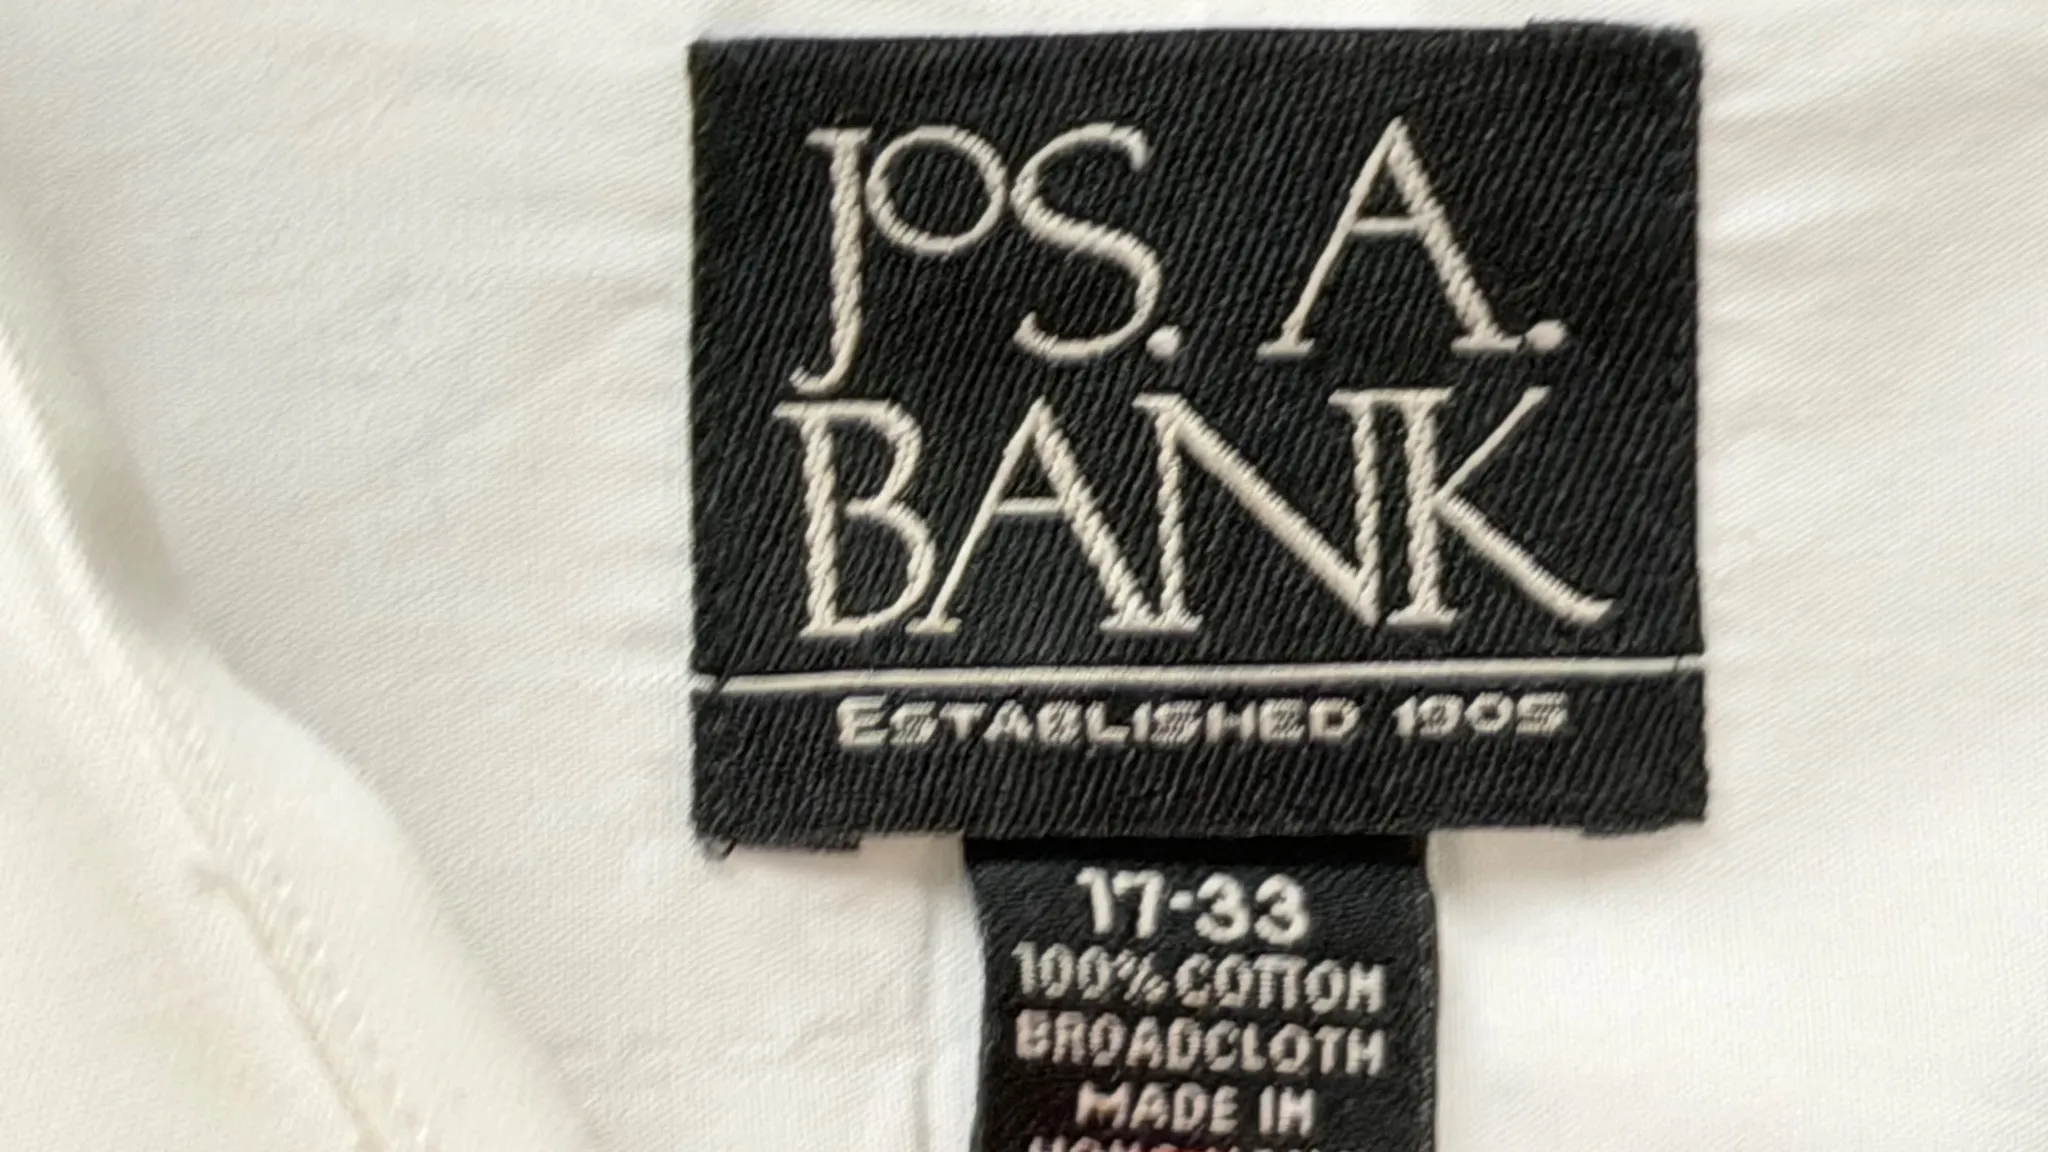 JOS. A.
BANK
ESTABLISHED 1905
17-33
100% COTTON
BROADCLOTH
MADE IN